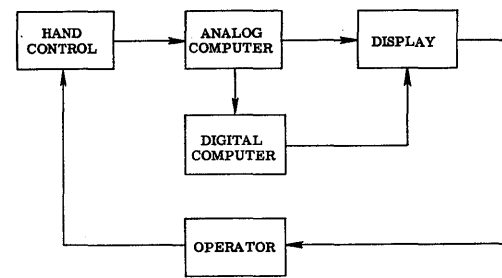 HAND
CONTROL
ANALOG
COMPUTER
DISPLAY
DIGITAL
COMPUTER
OPERATOR